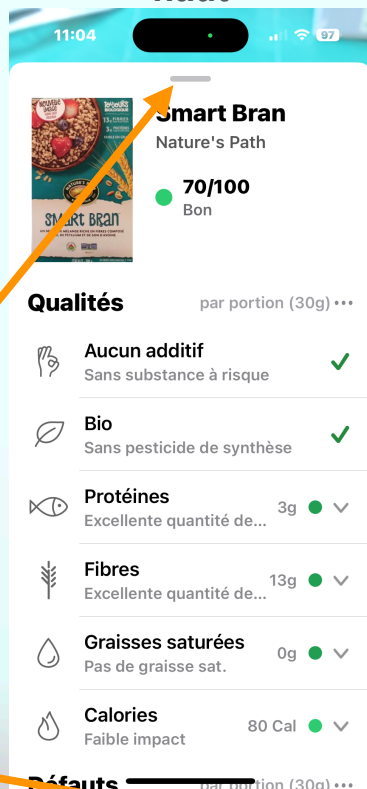 11:04
97
Smart Bran
Nature's Path
70/100
Bon
SMART BRAN
Qualités
par portion (30g) •••
Aucun additif
Sans substance à risque
Bio
Sans pesticide de synthèse
Protéines
Excellente quantité de...
3g
Fibres
Excellente quantité de...
13g
Graisses saturées
Pas de graisse sat.
0g
Calories
Faible impact
80 Cal
Défauts
par portion (30g) •••